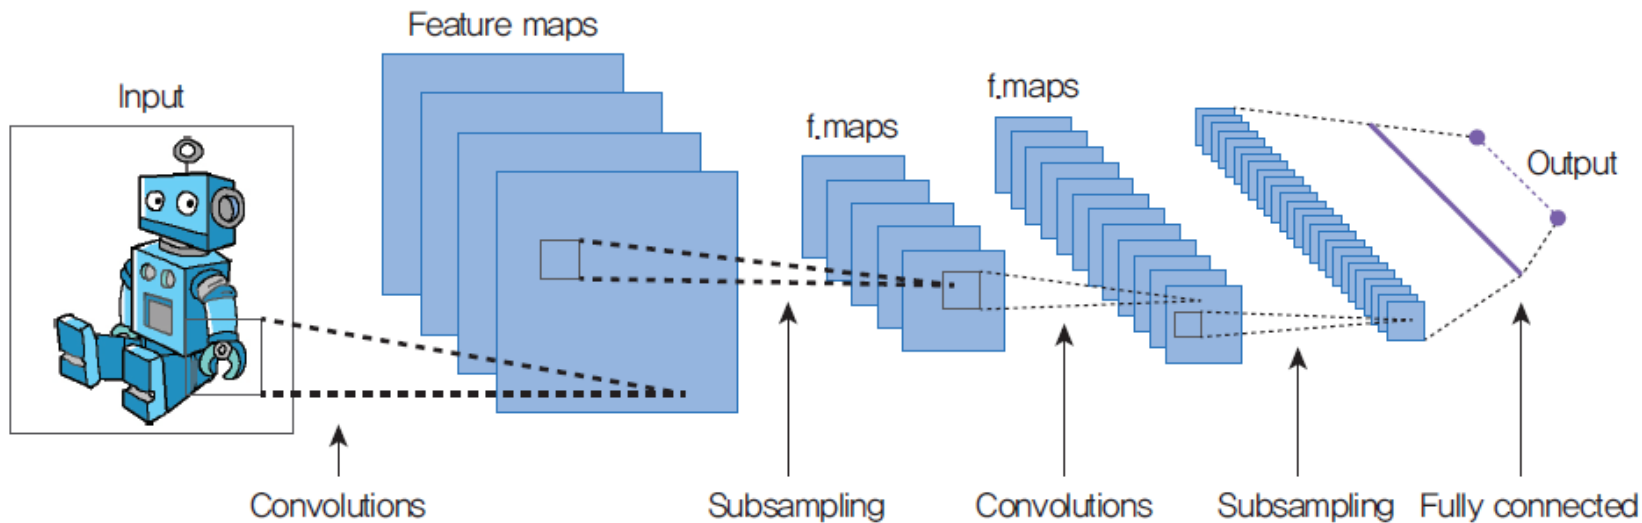 Feature maps
Input
f.maps
f.maps
Output
Convolutions
Subsampling
Convolutions
Subsampling
Fully connected